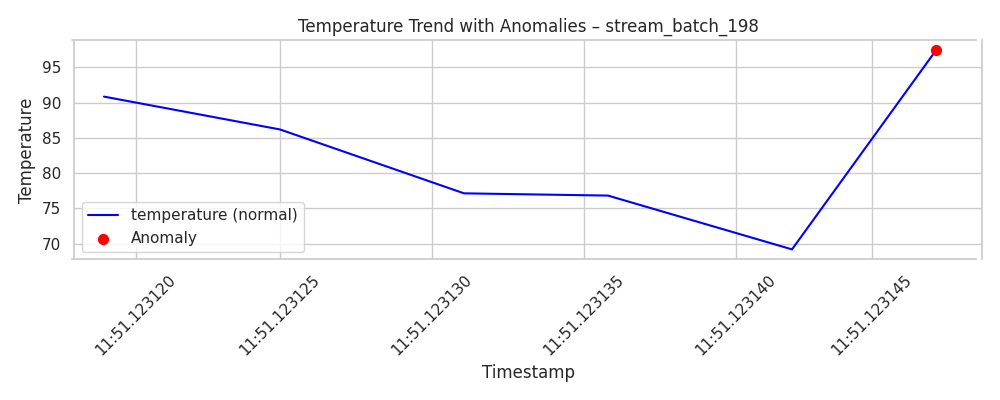 Temperature Trend with Anomalies – stream_batch_198
Temperature
95
90
85
80
75
70
temperature (normal)
Anomaly
11:51.123120
11:51.123125
11:51.123130
11:51.123135
11:51.123140
11:51.123145
Timestamp